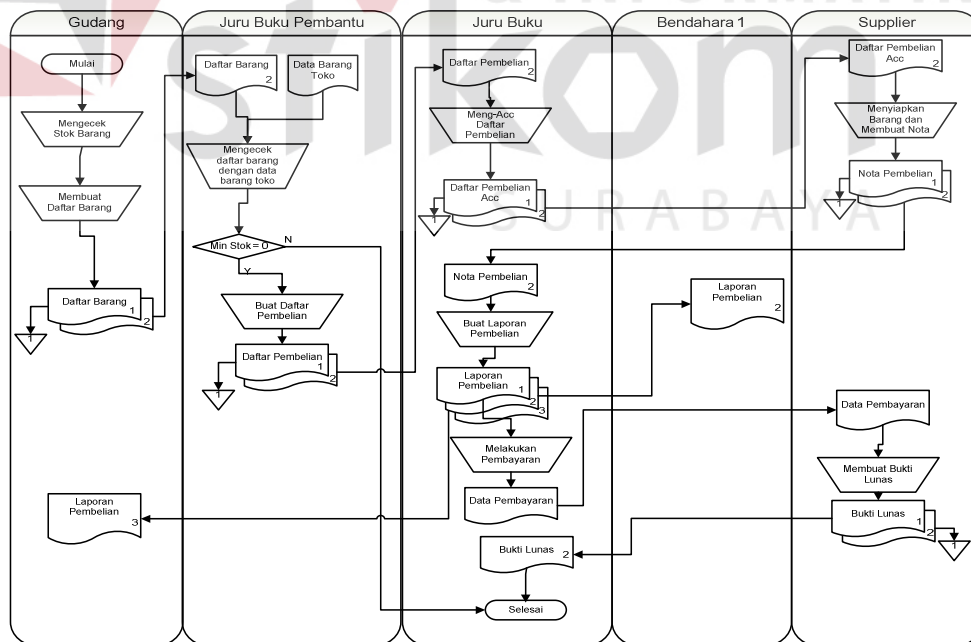 Gudang
Juru Buku Pembantu
Juru Buku
Bendahara 1
Supplier
Mulai
Mengecek
Stok Barang
Membuat
Daftar Barang
Daftar Barang
1
2
1
Laporan
Pembelian
3
Daftar Barang
2
Data Barang
Toko
Mengecek
daftar barang
dengan data
barang toko
Min Stok = 0
N
Y
Buat Daftar
Pembelian
Daftar Pembelian
1
2
1
Daftar Pembelian
2
Meng-Acc
Daftar
Pembelian
Daftar Pembelian
Acc
1
2
1
Nota Pembelian
2
Buat Laporan
Pembelian
Laporan
Pembelian
1
2
3
Melakukan
Pembayaran
Data Pembayaran
Bukti Lunas
2
Selesai
Laporan
Pembelian
2
Daftar Pembelian
Acc
2
Menyiapkan
Barang dan
Membuat Nota
Nota Pembelian
1
2
1
Data Pembayaran
Membuat Bukti
Lunas
Bukti Lunas
1
2
1
stikom
SURABAYA